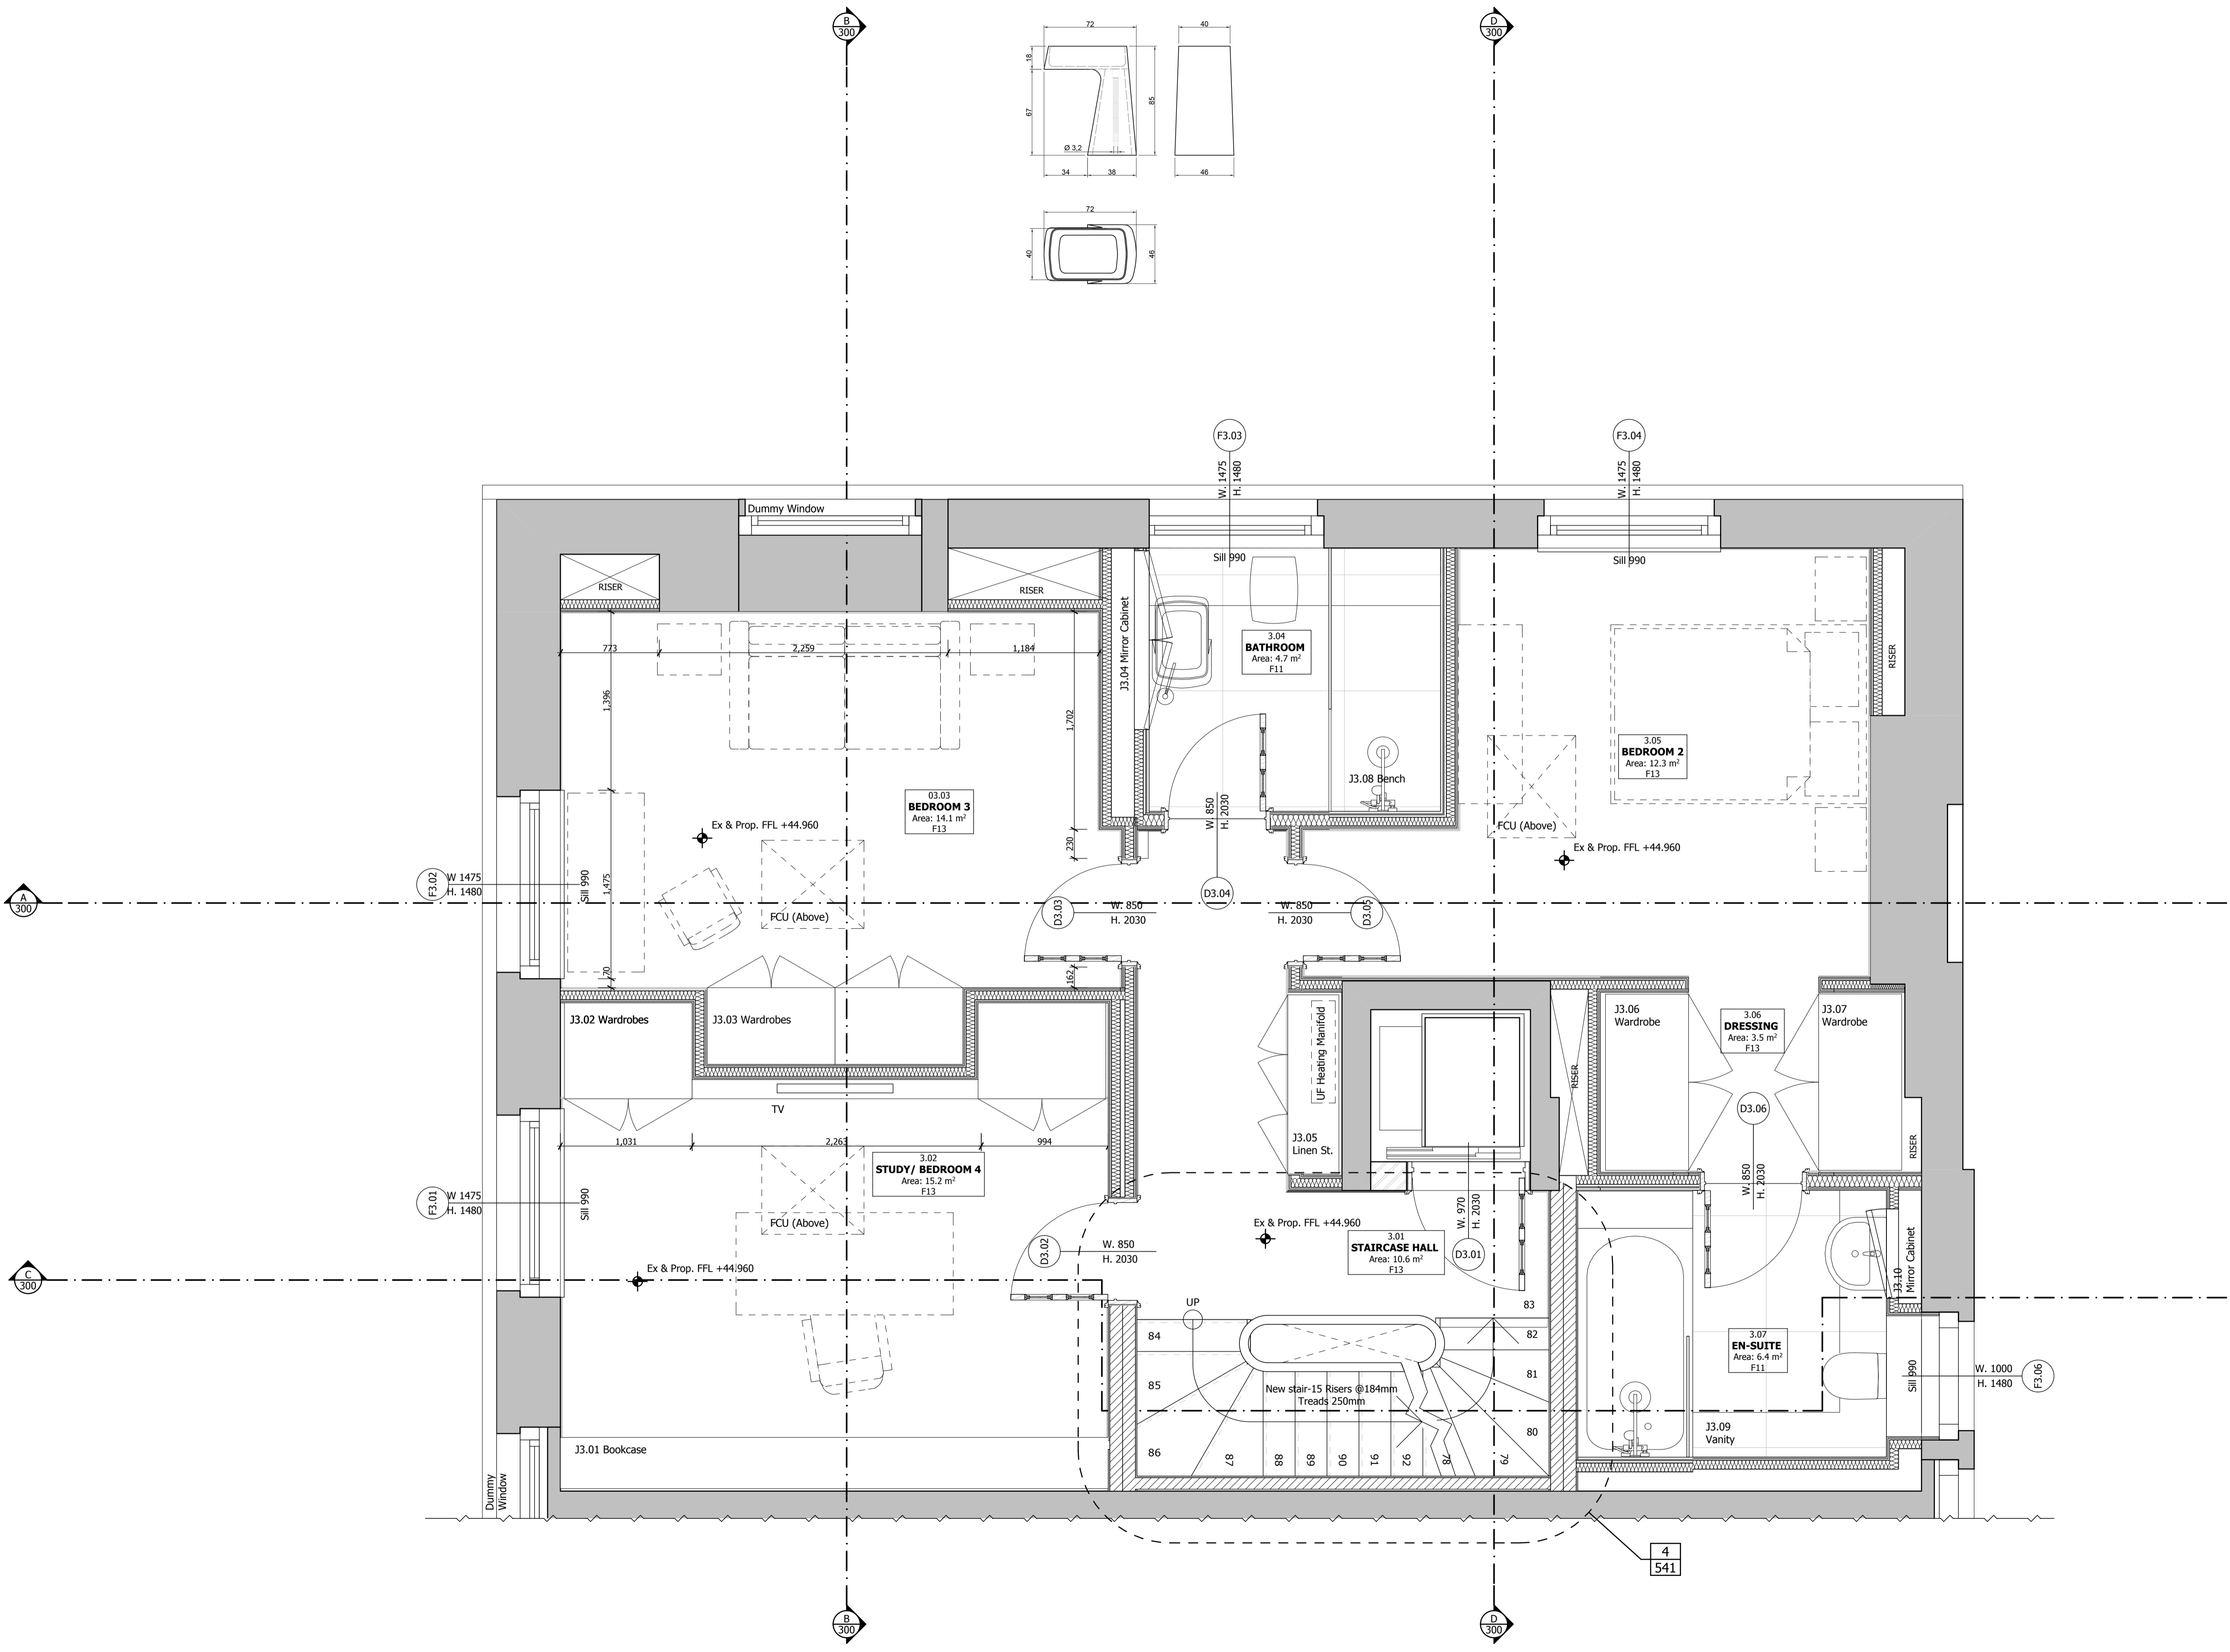 B
300
D
300
72
40
18
67
85
Ø 3,2
34
38
46
72
40
46
F3.03
F3.04
W. 1475
H. 1480
W. 1475
H. 1480
Dummy Window
Sill 990
Sill 990
RISER
RISER
RISER
J3.04 Mirror Cabinet
3.04
BATHROOM
Area: 4.7 m²
F11
773
2,259
1,184
1,396
1,702
3.05
BEDROOM 2
Area: 12.3 m²
F13
J3.08 Bench
03.03
BEDROOM 3
Area: 14.1 m²
F13
Ex & Prop. FFL +44.960
W. 850
H. 2030
FCU (Above)
230
Ex & Prop. FFL +44.960
F3.02
W 1475
H. 1480
Sill 990
1,475
A
300
FCU (Above)
D3.03
W. 850
H. 2030
D3.04
W. 850
H. 2030
D3.05
70
162
J3.02 Wardrobes
J3.03 Wardrobes
UF Heating Manifold
J3.06
Wardrobe
3.06
DRESSING
Area: 3.5 m²
F13
J3.07
Wardrobe
RISER
TV
D3.06
1,031
2,263
994
J3.05
Linen St.
RISER
3.02
STUDY/ BEDROOM 4
Area: 15.2 m²
F13
W. 850
H. 2030
F3.01
W 1475
H. 1480
Sill 990
FCU (Above)
Ex & Prop. FFL +44.960
W. 970
H. 2030
3.01
STAIRCASE HALL
Area: 10.6 m²
F13
D3.01
D3.02
W. 850
H. 2030
J3.10
Mirror Cabinet
C
300
Ex & Prop. FFL +44.960
UP
83
84
82
3.07
EN-SUITE
Area: 6.4 m²
F11
85
81
New stair-15 Risers @184mm
Treads 250mm
Sill 990
W. 1000
H. 1480
F3.06
J3.01 Bookcase
86
87
88
89
90
91
92
78
79
80
J3.09
Vanity
Dummy
Window
4
541
B
300
D
300